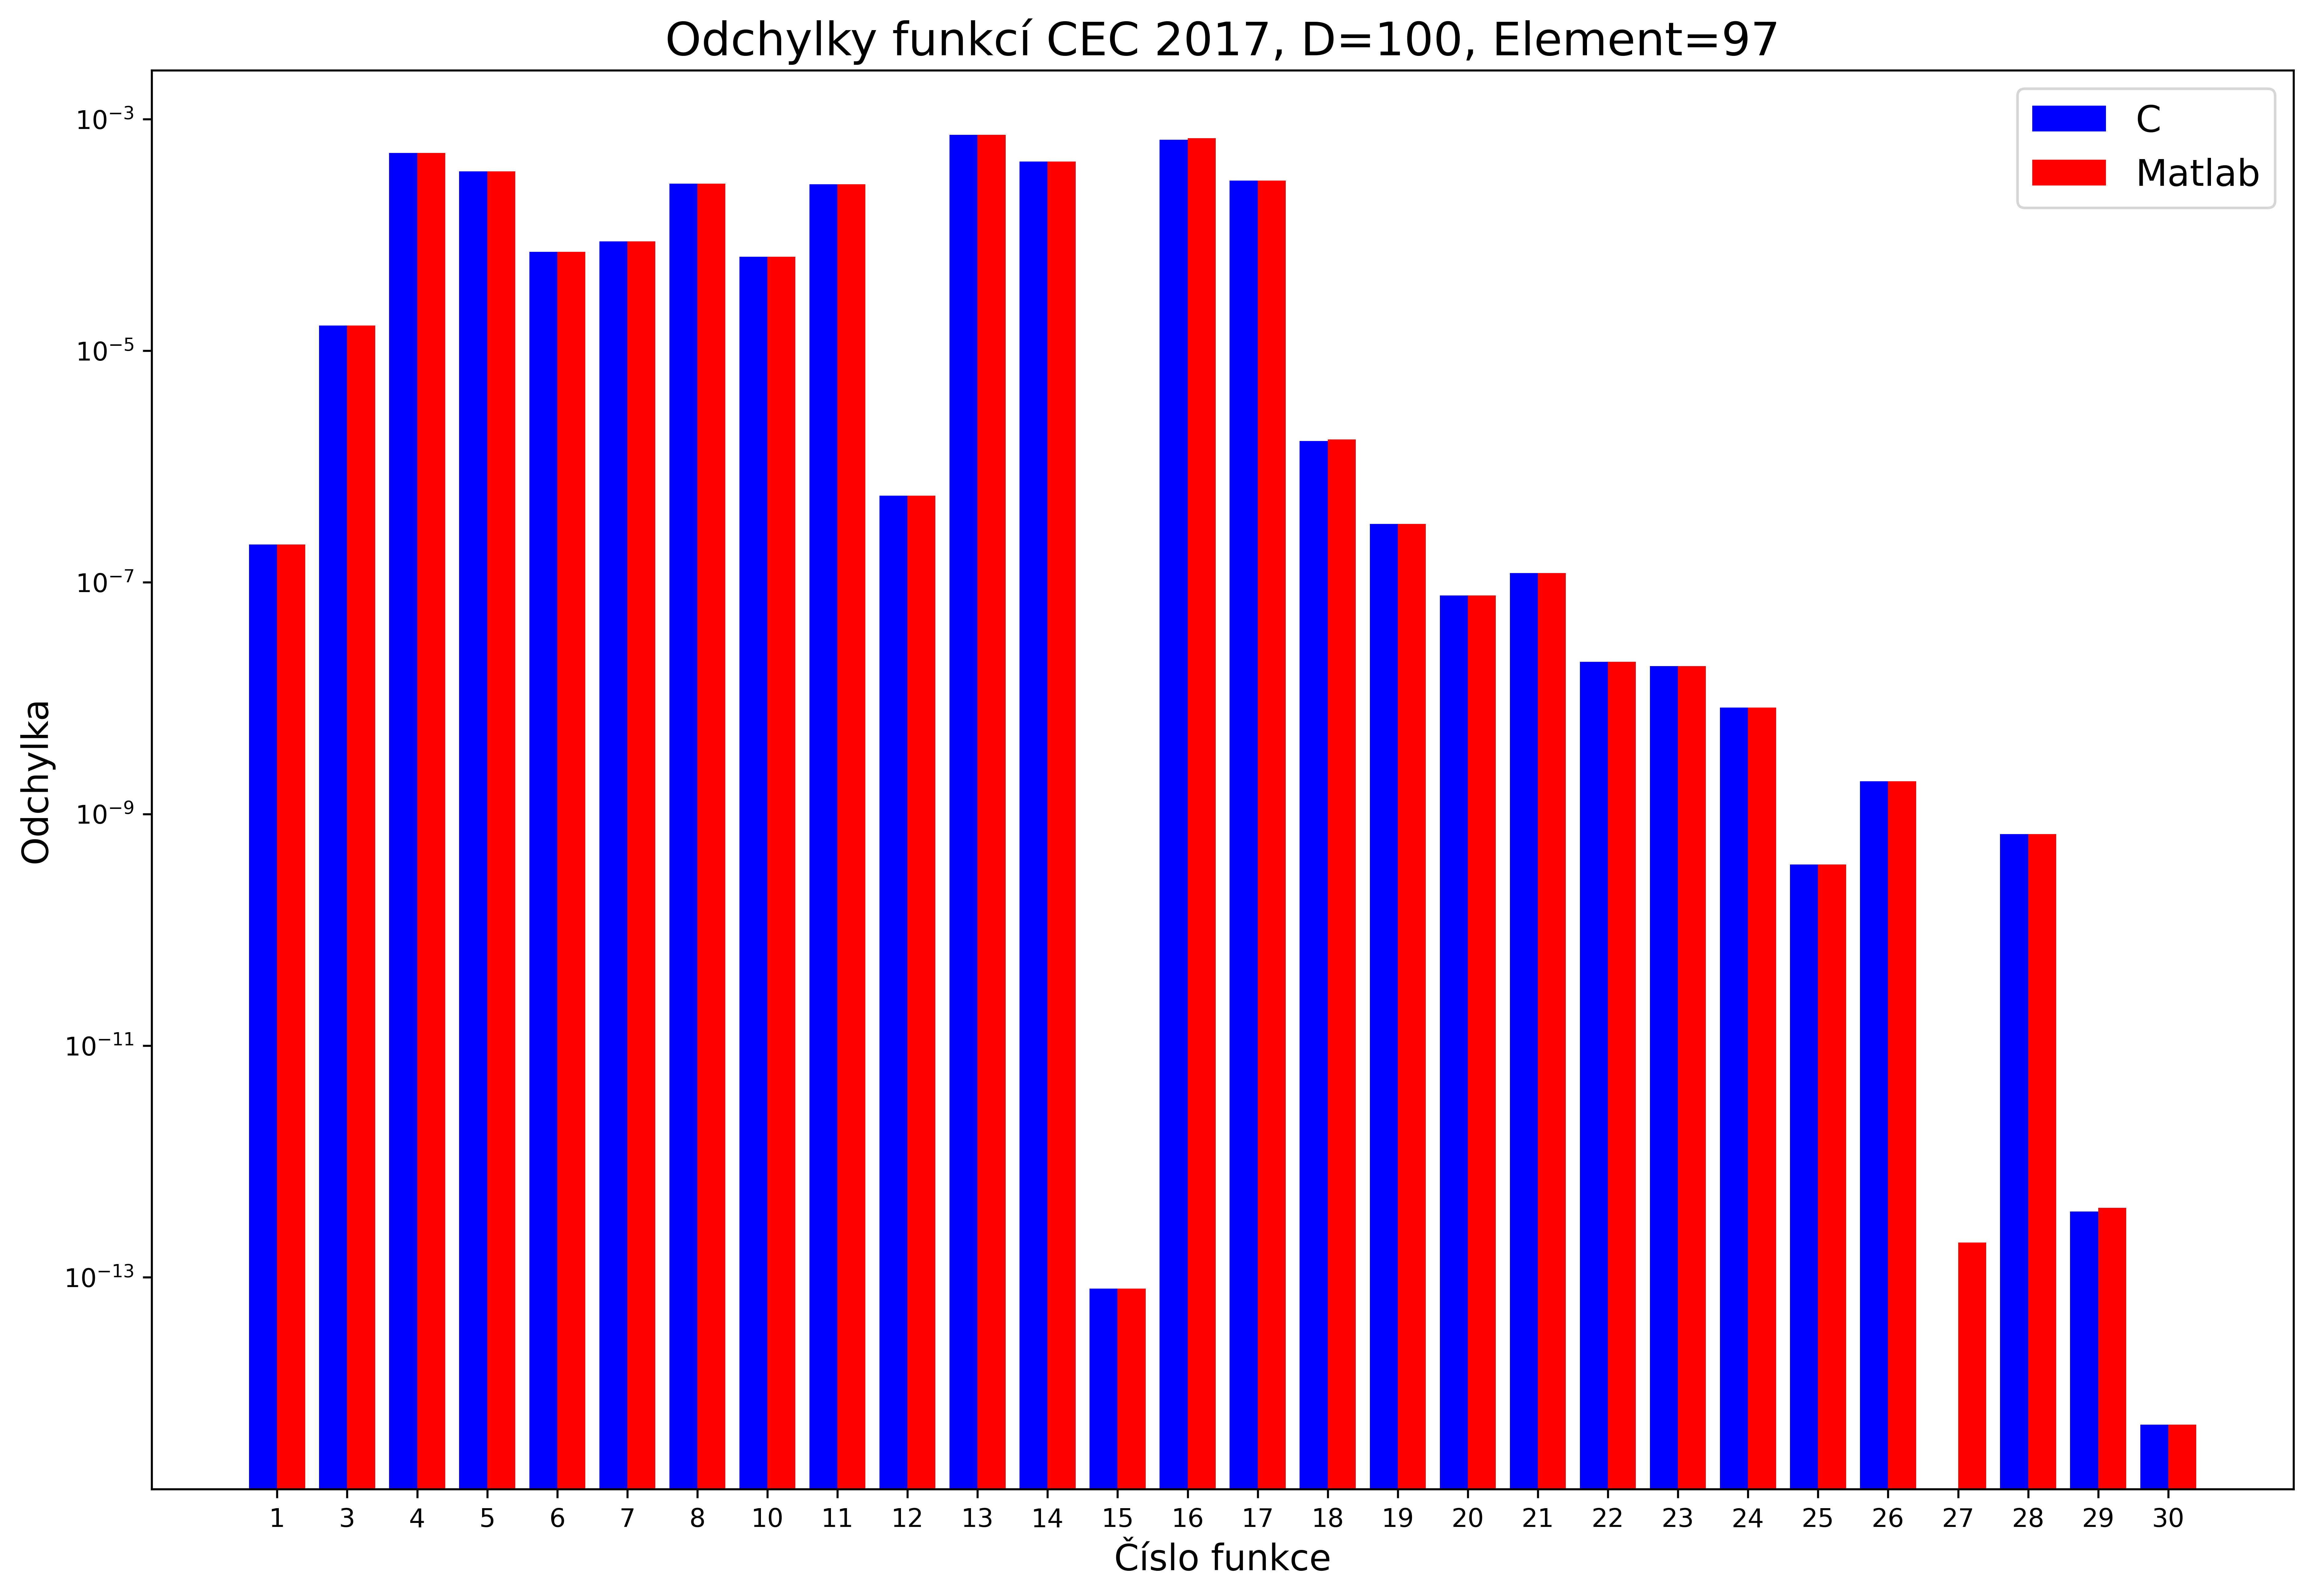 Odchylky funkcí CEC 2017, D=100, Element=97
C
Matlab
Odchylka
10⁻³
10⁻⁵
10⁻⁷
10⁻⁹
10⁻¹¹
10⁻¹³
1 3 4 5 6 7 8 10 11 12 13 14 15 16 17 18 19 20 21 22 23 24 25 26 27 28 29 30
Číslo funkce